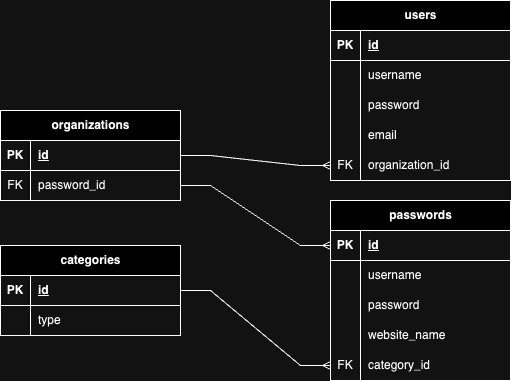 users
PK id
username
password
email
FK organization_id
organizations
PK id
FK password_id
passwords
PK id
username
password
website_name
FK category_id
categories
PK id
type